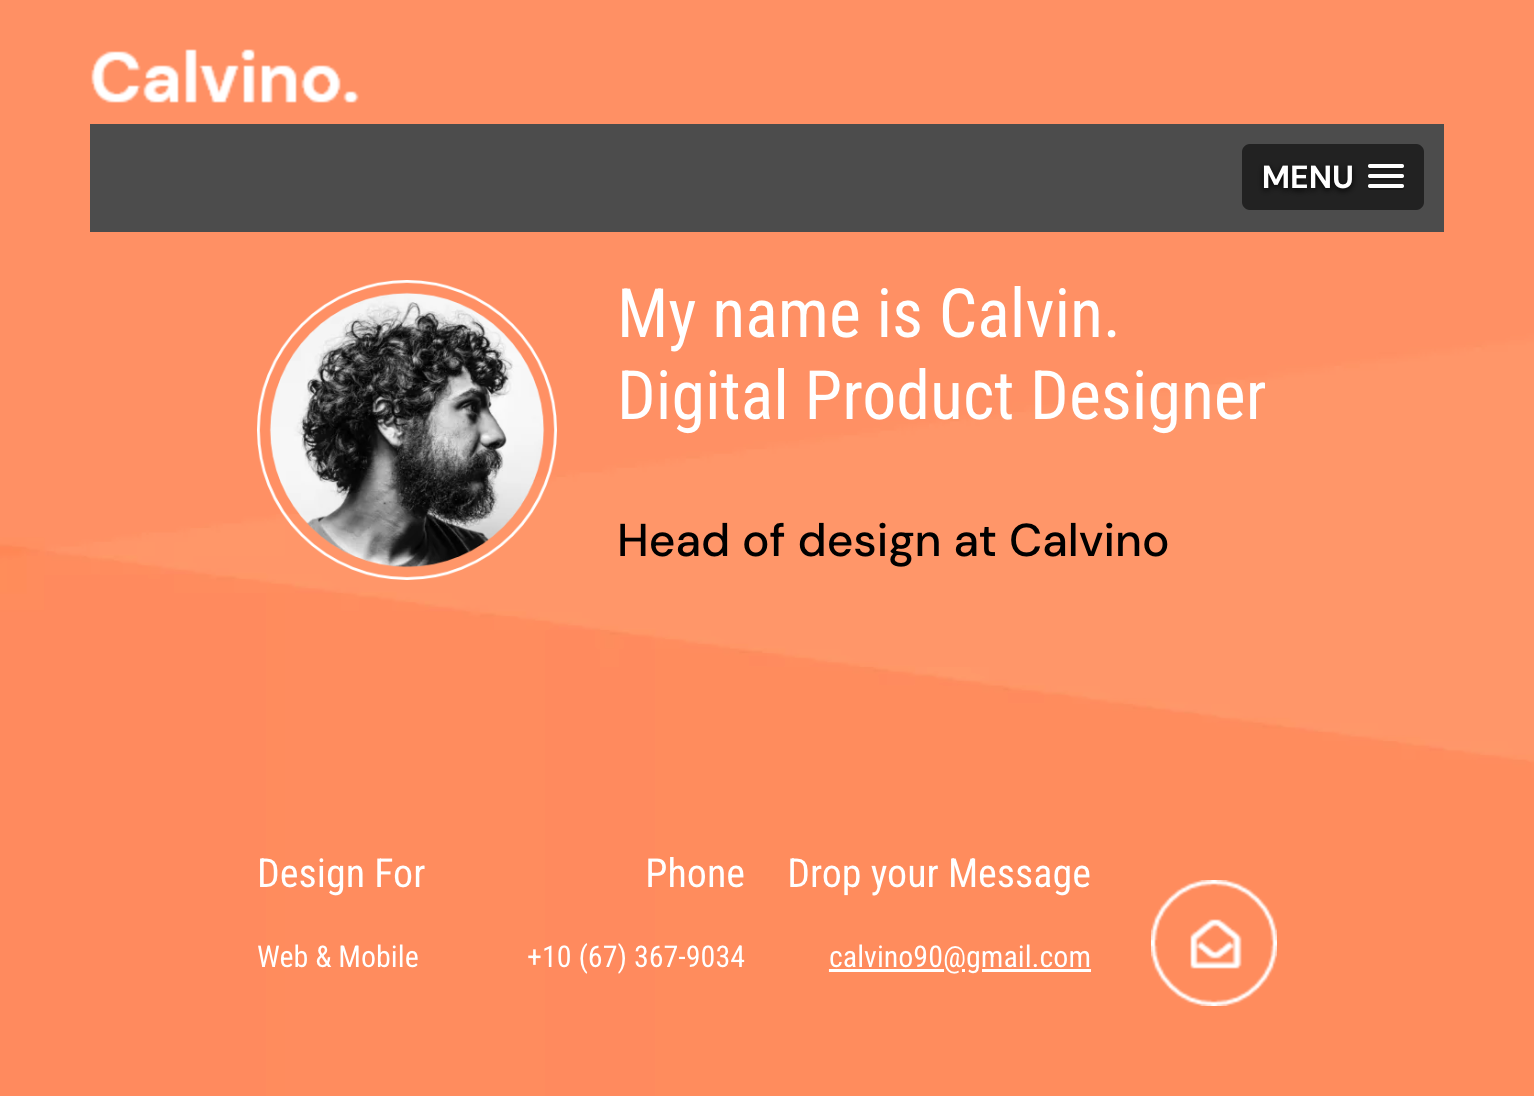 Calvino.
MENU
My name is Calvin.
Digital Product Designer
Head of design at Calvino
Design For
Web & Mobile
Phone
+10 (67) 367-9034
Drop your Message
calvino90@gmail.com